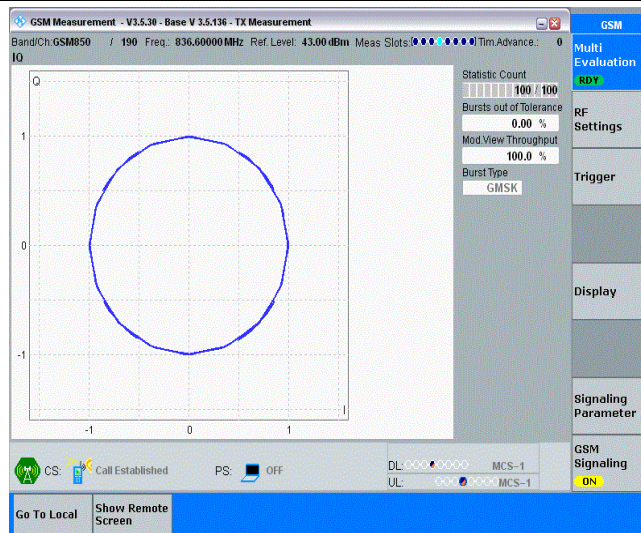 GSM Measurement - V3.5.30 - Base V 3.5.136 - TX Measurement
GSM
Band/Ch:GSM850 / 190 Freq.: 836.60000 MHz Ref. Level: 43.00 dBm Meas Slots: Tim.Advance.: 0
IQ
Multi
Evaluation
RDY
Q
Statistic Count
100 / 100
Bursts out of Tolerance
0.00 %
Mod.View Throughput
100.0 %
Burst Type
GMSK
RF
Settings
Trigger
Display
1
0
-1
I
-1 0 1
Signaling
Parameter
GSM
Signaling
ON
CS: Call Established PS: OFF
DL: MCS-1
UL: MCS-1
Go To Local
Show Remote
Screen